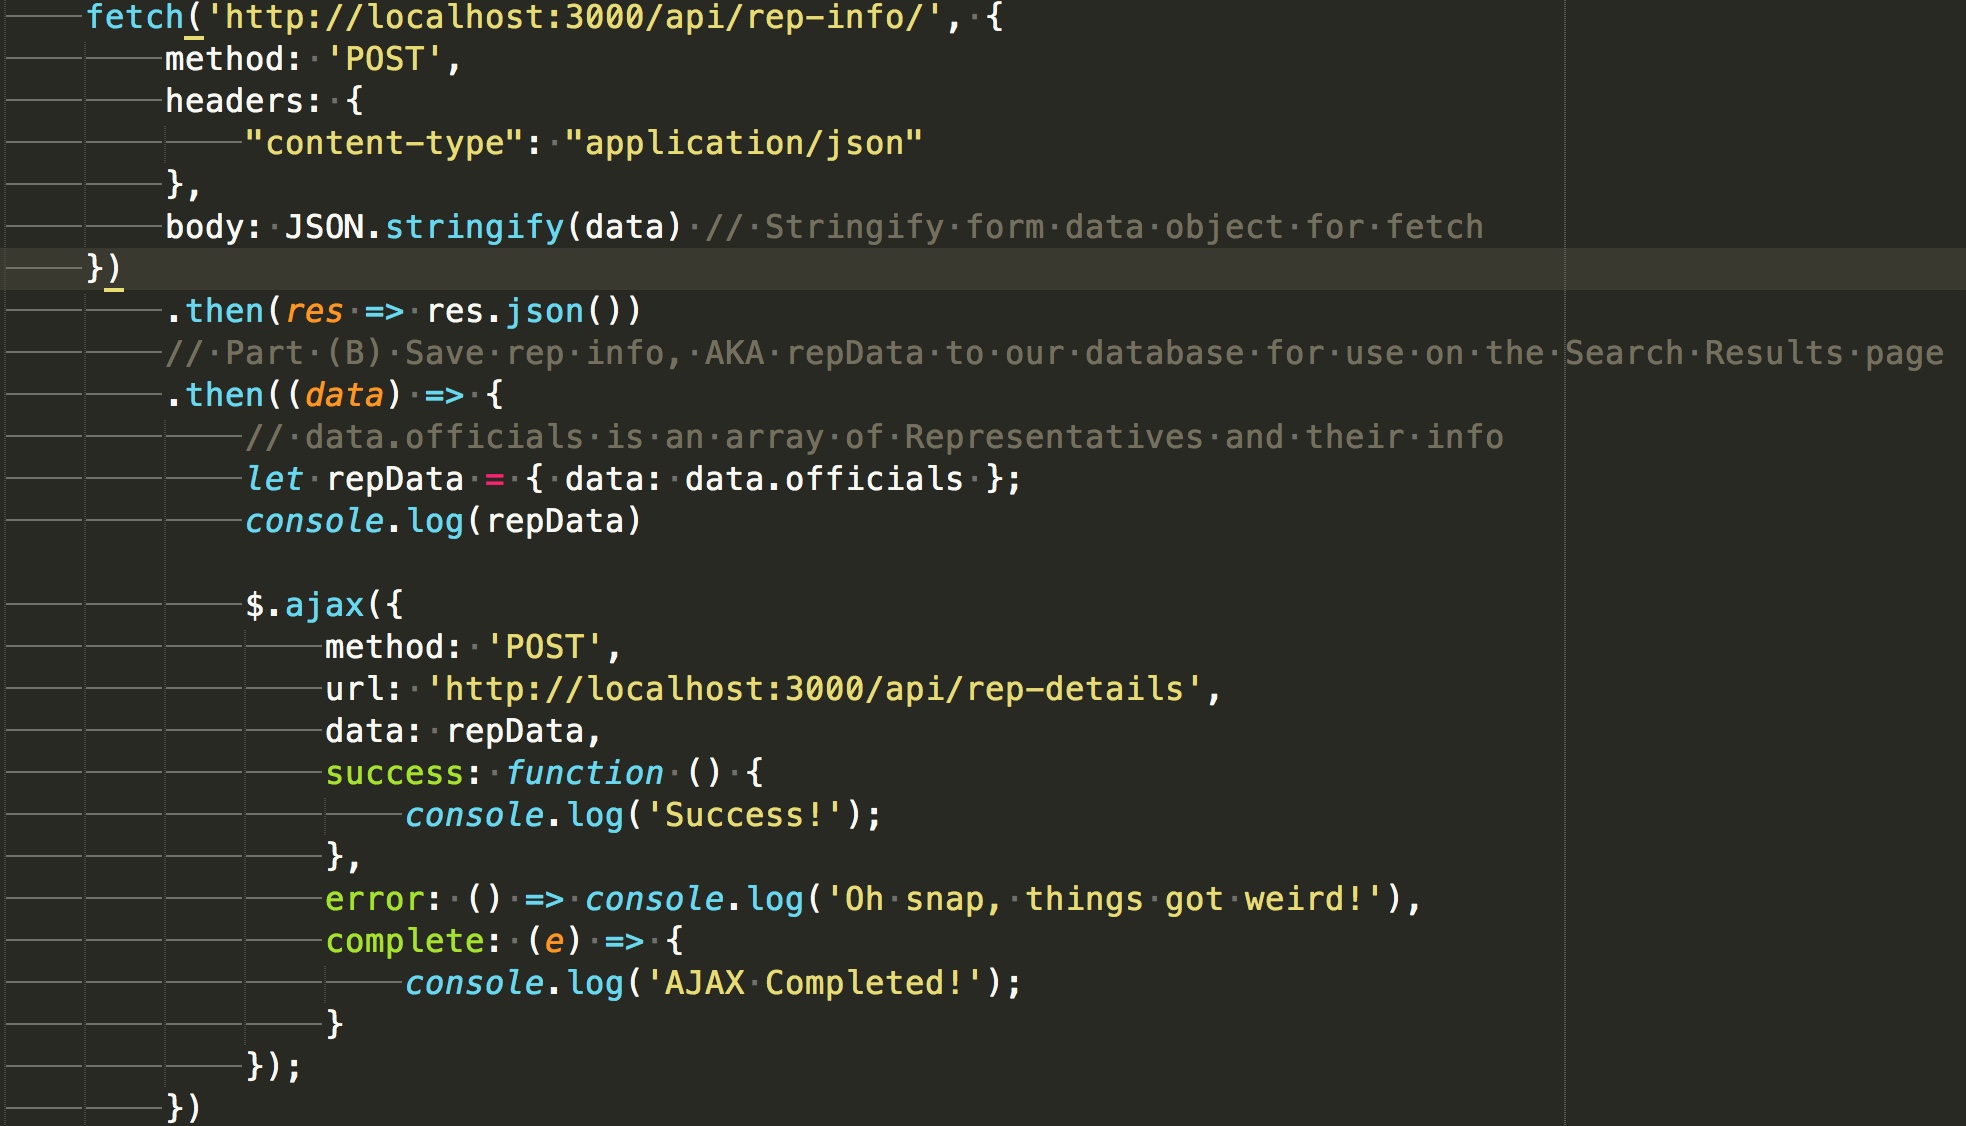 fetch('http://localhost:3000/api/rep-info/', {
method: 'POST',
headers: {
"content-type": "application/json"
},
body: JSON.stringify(data) // Stringify form data object for fetch
})
.then(res => res.json())
// Part (B) Save rep info, AKA repData to our database for use on the Search Results page
.then((data) => {
// data.officials is an array of Representatives and their info
let repData = { data: data.officials };
console.log(repData)
$.ajax({
method: 'POST',
url: 'http://localhost:3000/api/rep-details',
data: repData,
success: function () {
console.log('Success!');
},
error: () => console.log('Oh snap, things got weird!'),
complete: (e) => {
console.log('AJAX Completed!');
}
});
})